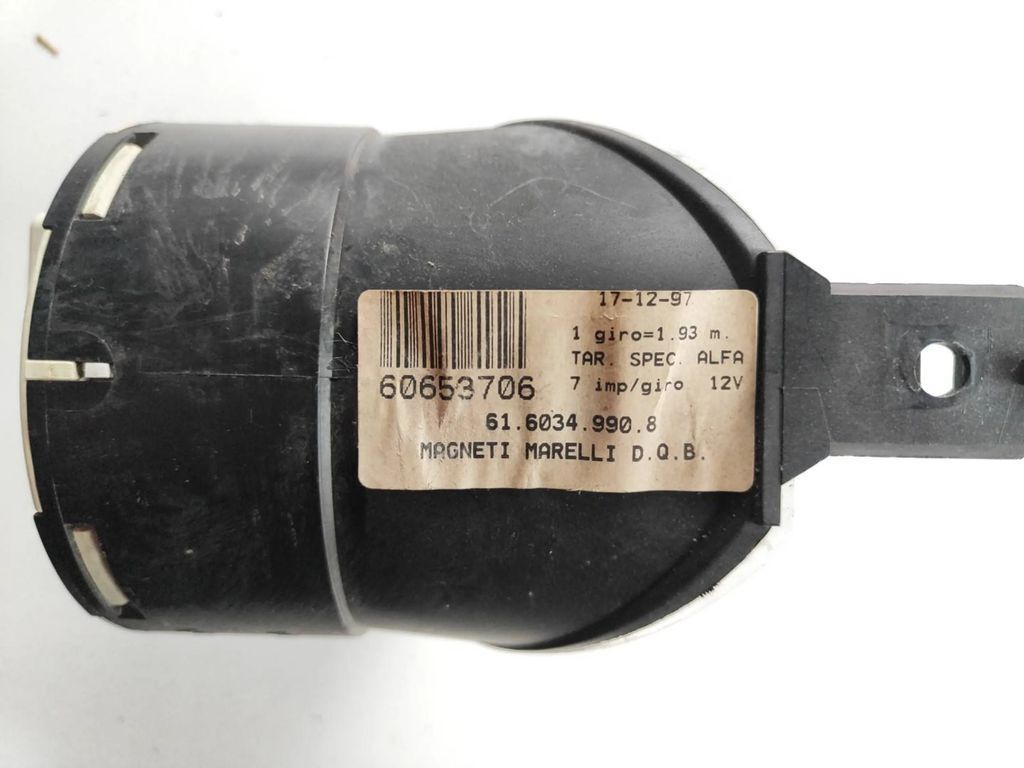 17-12-97
1 giro=1.93 m.
TAR. SPEC. ALFA
60653706 7 imp/giro 12V
61.6034.990.8
MAGNETI MARELLI D.Q.B.